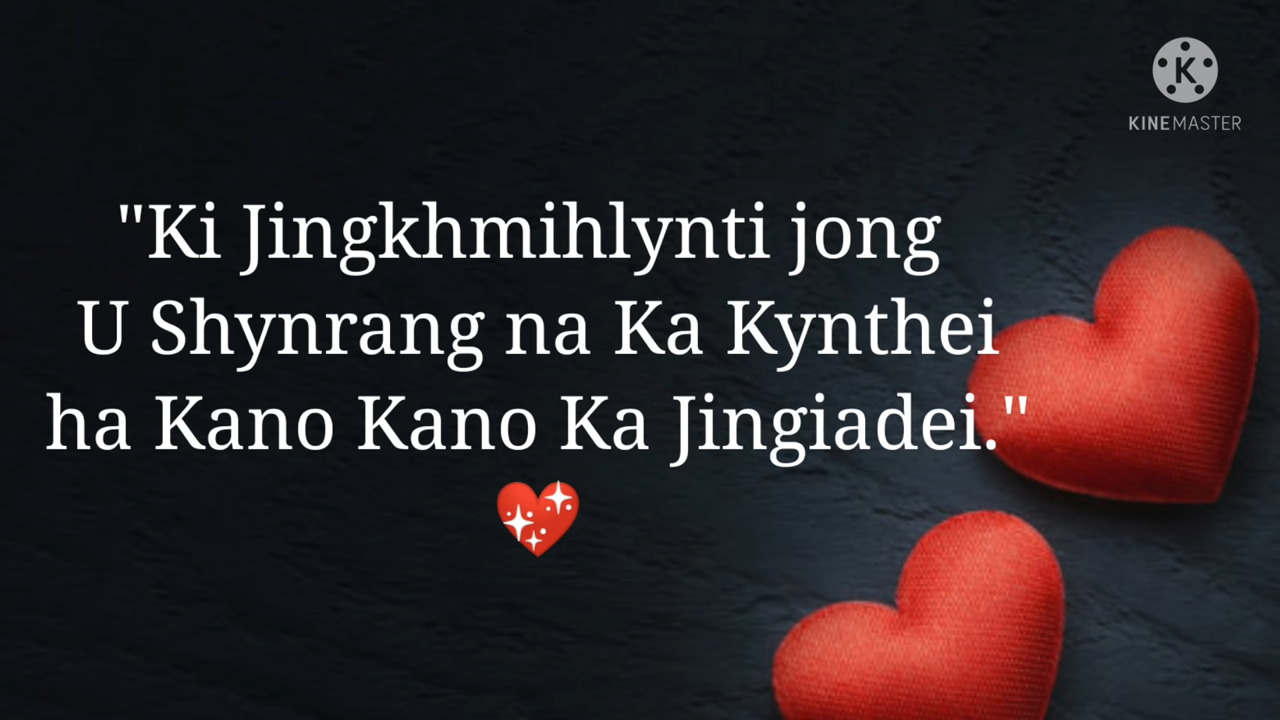 KINEMASTER
"Ki Jingkhmihlynti jong
U Shynrang na Ka Kynthei
ha Kano Kano Ka Jingiadei."
💖